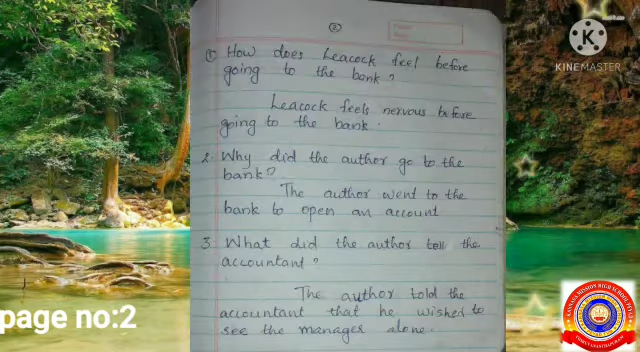 ②
KINEMASTER
① How does Leacock feel before
going to the bank?
Leacock feels nervous before
going to the bank.
2. Why did the author go to the
bank?
The author went to the
bank to open an account
3. What did the author tell the
accountant?
The author told the
accountant that he wished to
see the manager alone.
page no:2